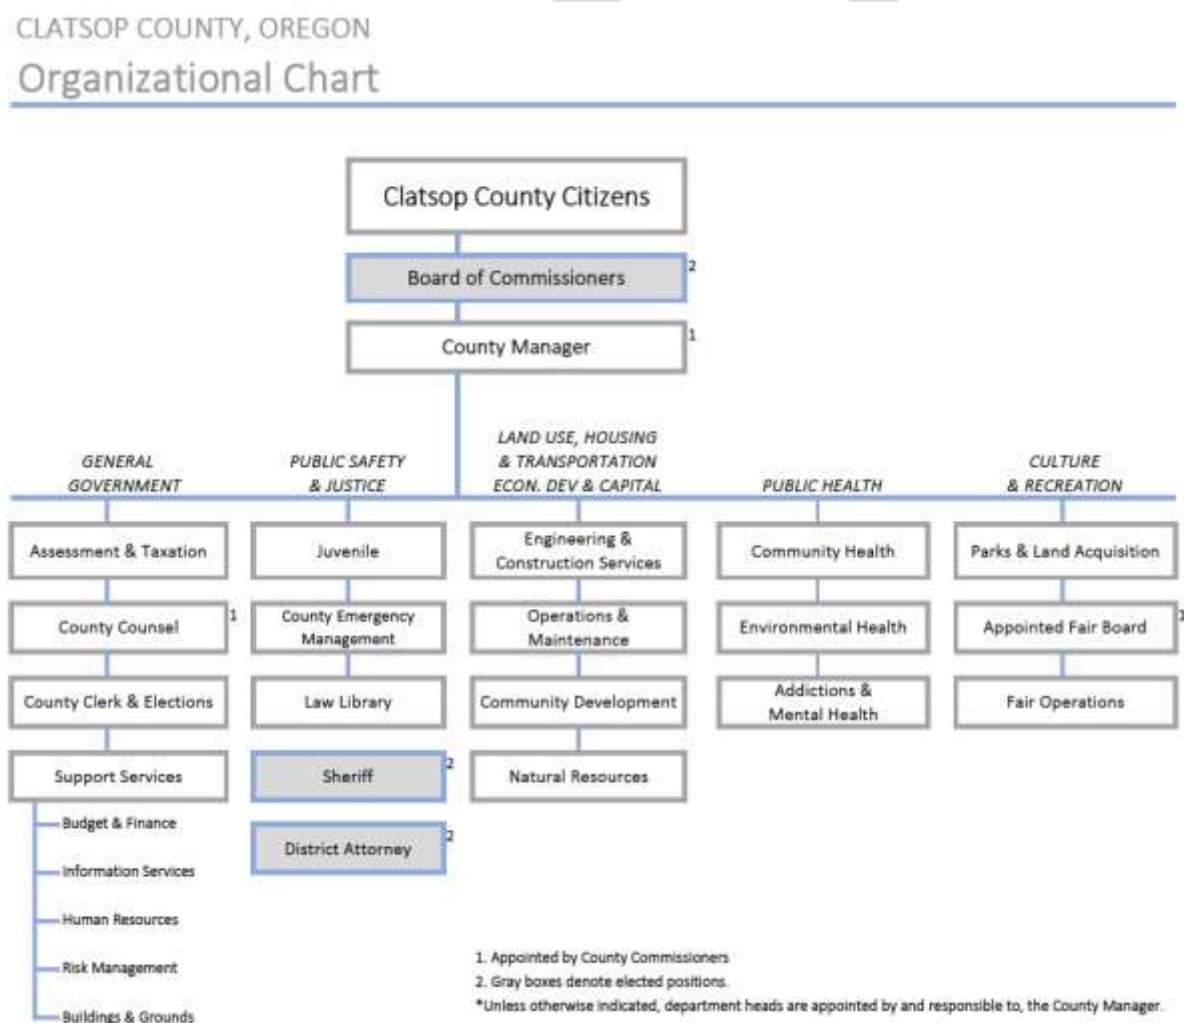 CLATSOP COUNTY, OREGON
Organizational Chart
Clatsop County Citizens
Board of Commissioners
2
County Manager
1
GENERAL
GOVERNMENT
Assessment & Taxation
County Counsel
1
County Clerk & Elections
Support Services
Budget & Finance
Information Services
Human Resources
Risk Management
Buildings & Grounds
PUBLIC SAFETY
& JUSTICE
Juvenile
County Emergency
Management
Law Library
Sheriff
2
District Attorney
2
LAND USE, HOUSING
& TRANSPORTATION
ECON. DEV & CAPITAL
Engineering &
Construction Services
Operations &
Maintenance
Community Development
Natural Resources
PUBLIC HEALTH
Community Health
Environmental Health
Addictions &
Mental Health
CULTURE
& RECREATION
Parks & Land Acquisition
Appointed Fair Board
1
Fair Operations
1. Appointed by County Commissioners
2. Gray boxes denote elected positions.
*Unless otherwise indicated, department heads are appointed by and responsible to, the County Manager.